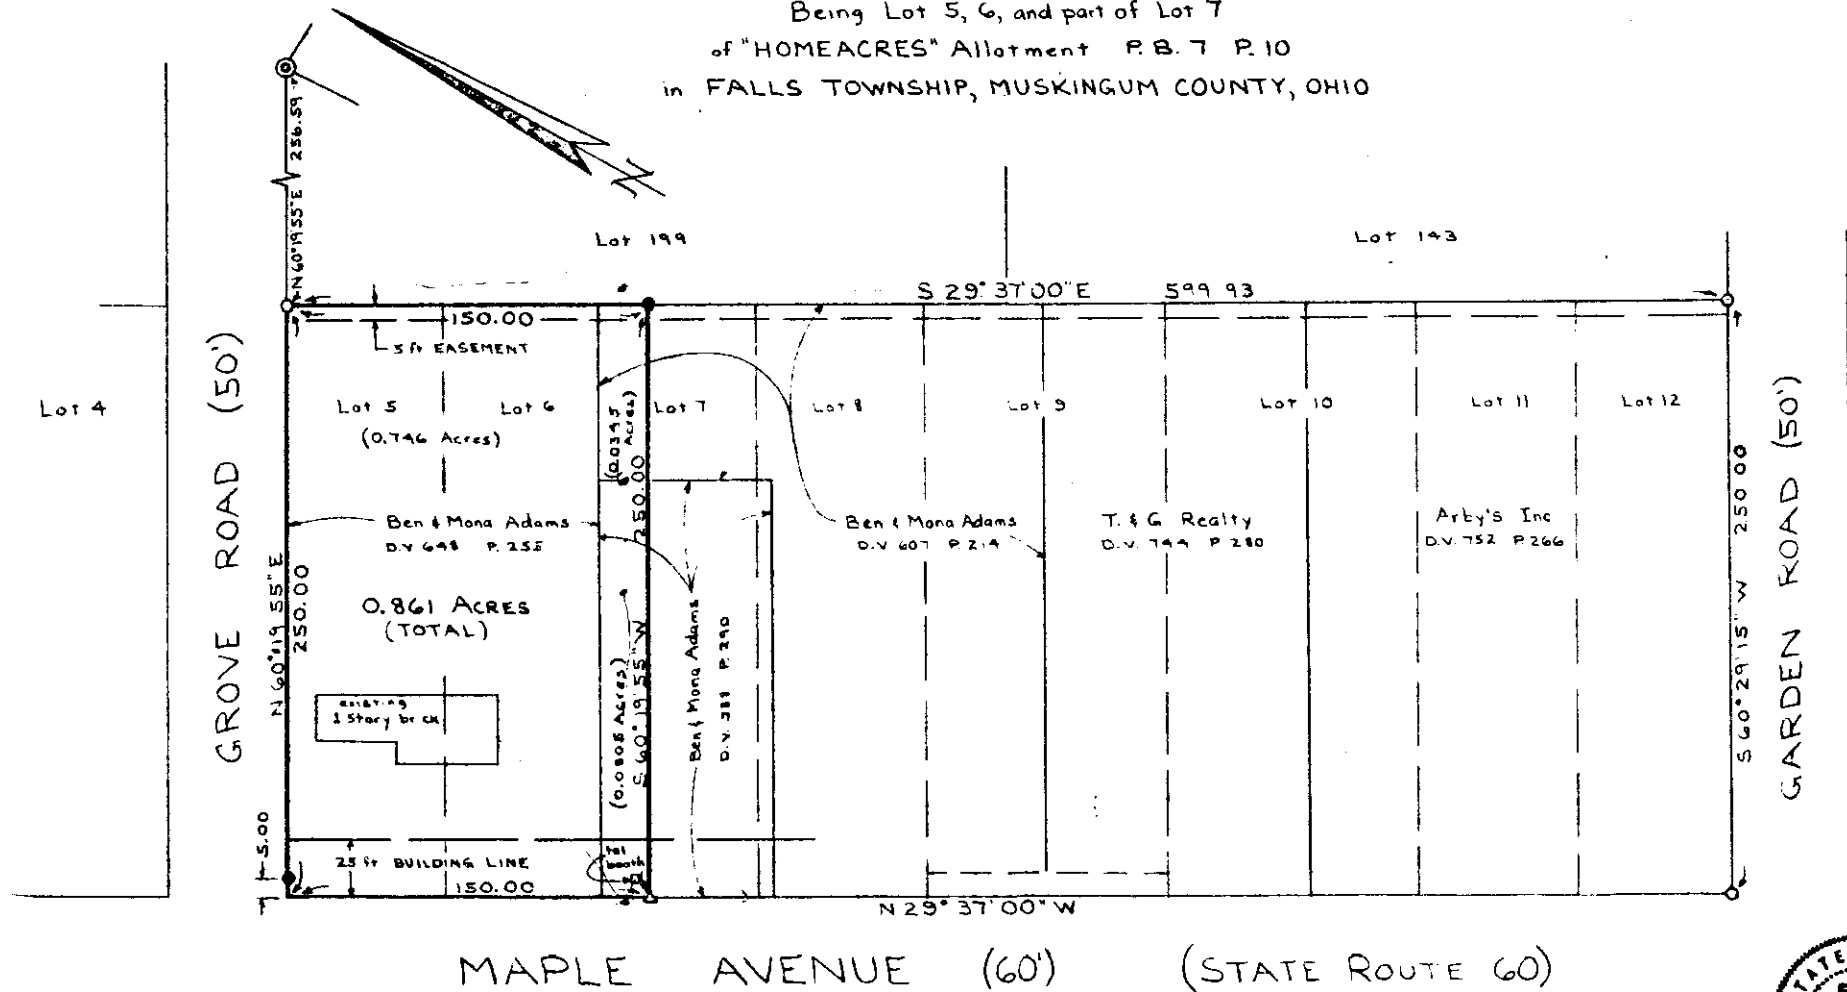 Being Lot 5, 6, and part of Lot 7
of "HOMEACRES" Allotment P.B. 7 P. 10
in FALLS TOWNSHIP, MUSKINGUM COUNTY, OHIO
N 60°19'55"E 256.59
N
Lot 199
Lot 143
S 29°37'00"E 599.93
150.00
5 ft EASEMENT
GROVE ROAD (50')
Lot 4
Lot 5
Lot 6
(0.746 Acres)
(0.0345 Acres)
Lot 7
Lot 8
Lot 9
Lot 10
Lot 11
Lot 12
Ben & Mona Adams
D.V. 648 P. 255
250.00
Ben & Mona Adams
D.V. 607 P. 214
T. & G Realty
D.V. 744 P. 280
Arby's Inc
D.V. 752 P. 266
250.00
S 60°29'15" W
GARDEN ROAD (50')
N 60°19'55"E
250.00
0.861 ACRES
(TOTAL)
existing
1 Story brick
(0.0805 Acres)
S 60°19'55"W
Ben & Mona Adams
D.V. 388 P. 290
5.00
25 ft BUILDING LINE
150.00
tel
booth
N 29°37'00"W
MAPLE AVENUE (60') (STATE ROUTE 60)